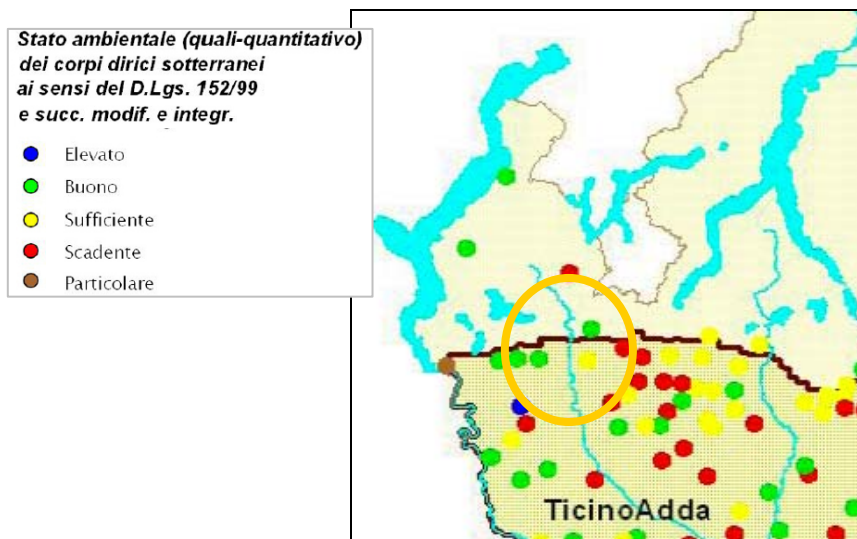 Stato ambientale (quali-quantitativo)
dei corpi dirici sotterranei
ai sensi del D.Lgs. 152/99
e succ. modif. e integr.
Elevato
Buono
Sufficiente
Scadente
Particolare
TicinoAdda